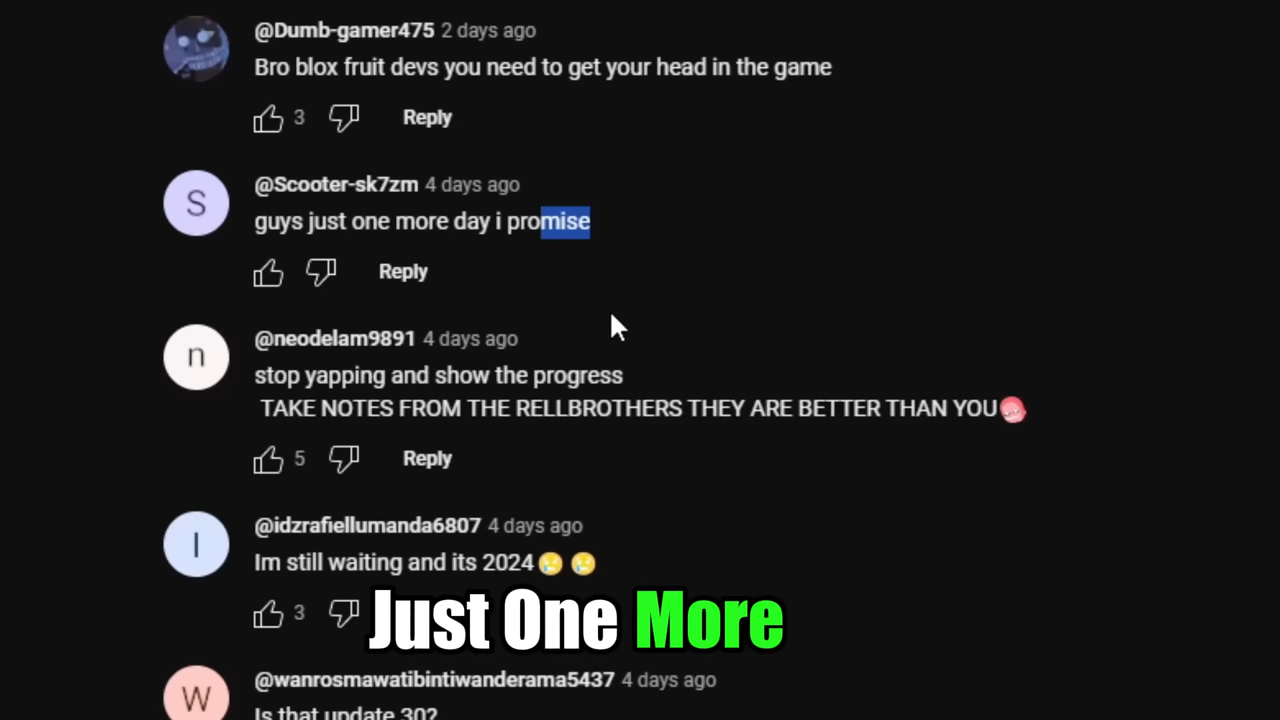 @Dumb-gamer475 2 days ago
Bro blox fruit devs you need to get your head in the game
3 Reply
S @Scooter-sk7zm 4 days ago
guys just one more day i promise
Reply
n @neodelam9891 4 days ago
stop yapping and show the progress
TAKE NOTES FROM THE RELLBROTHERS THEY ARE BETTER THAN YOU
5 Reply
I @idzrafiellumanda6807 4 days ago
Im still waiting and its 2024😢😢
3
Just One More
W @wanrosmawatibintiwanderama5437 4 days ago
Is that update 30?